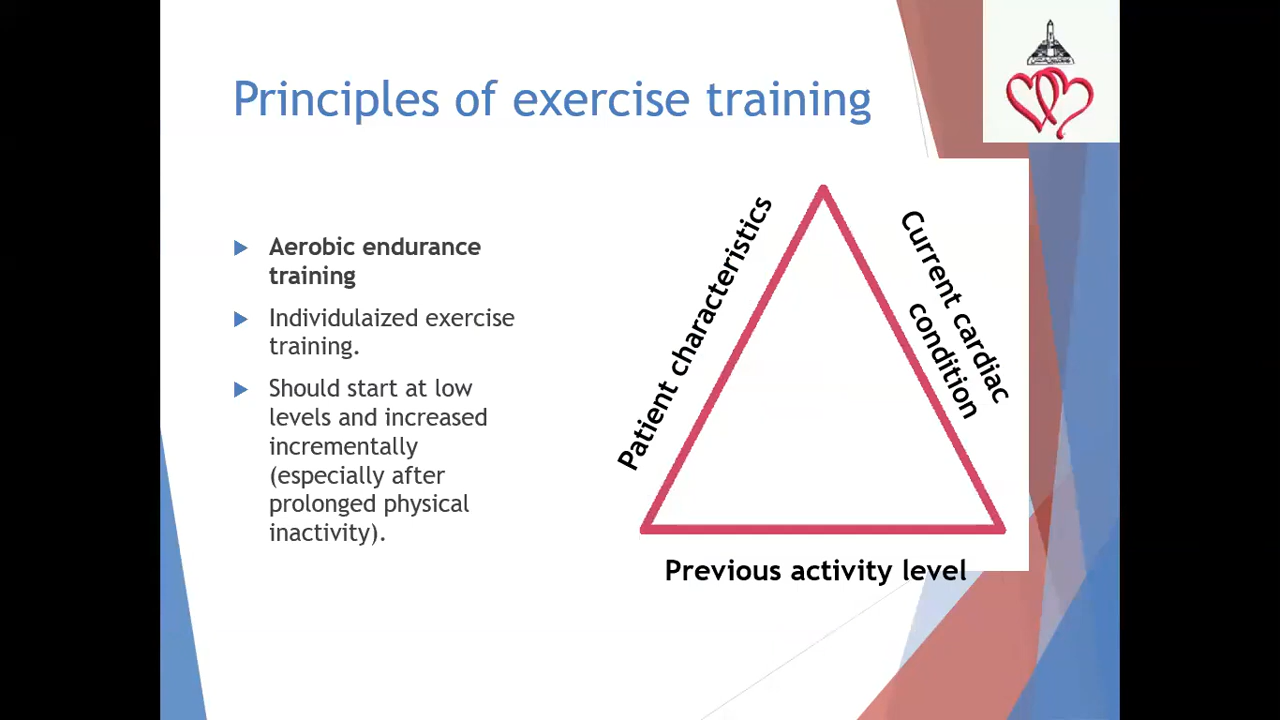 Principles of exercise training
Aerobic endurance
training
Individulaized exercise
training.
Should start at low
levels and increased
incrementally
(especially after
prolonged physical
inactivity).
Patient characteristics
Current cardiac
condition
Previous activity level